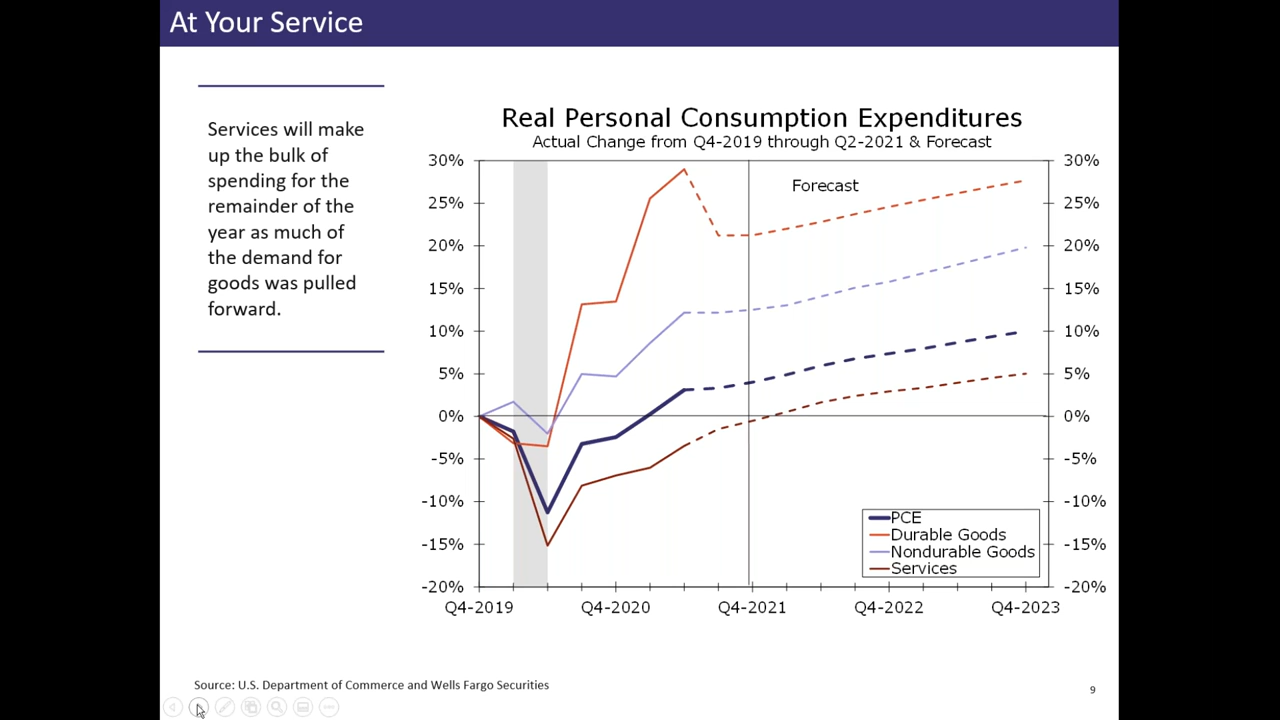 At Your Service
Services will make
up the bulk of
spending for the
remainder of the
year as much of
the demand for
goods was pulled
forward.
Real Personal Consumption Expenditures
Actual Change from Q4-2019 through Q2-2021 & Forecast
30% 30%
Forecast
25% 25%
20% 20%
15% 15%
10% 10%
5% 5%
0% 0%
-5% -5%
-10% -10%
PCE
Durable Goods
-15% -15%
Nondurable Goods
Services
-20% -20%
Q4-2019 Q4-2020 Q4-2021 Q4-2022 Q4-2023
Source: U.S. Department of Commerce and Wells Fargo Securities
9